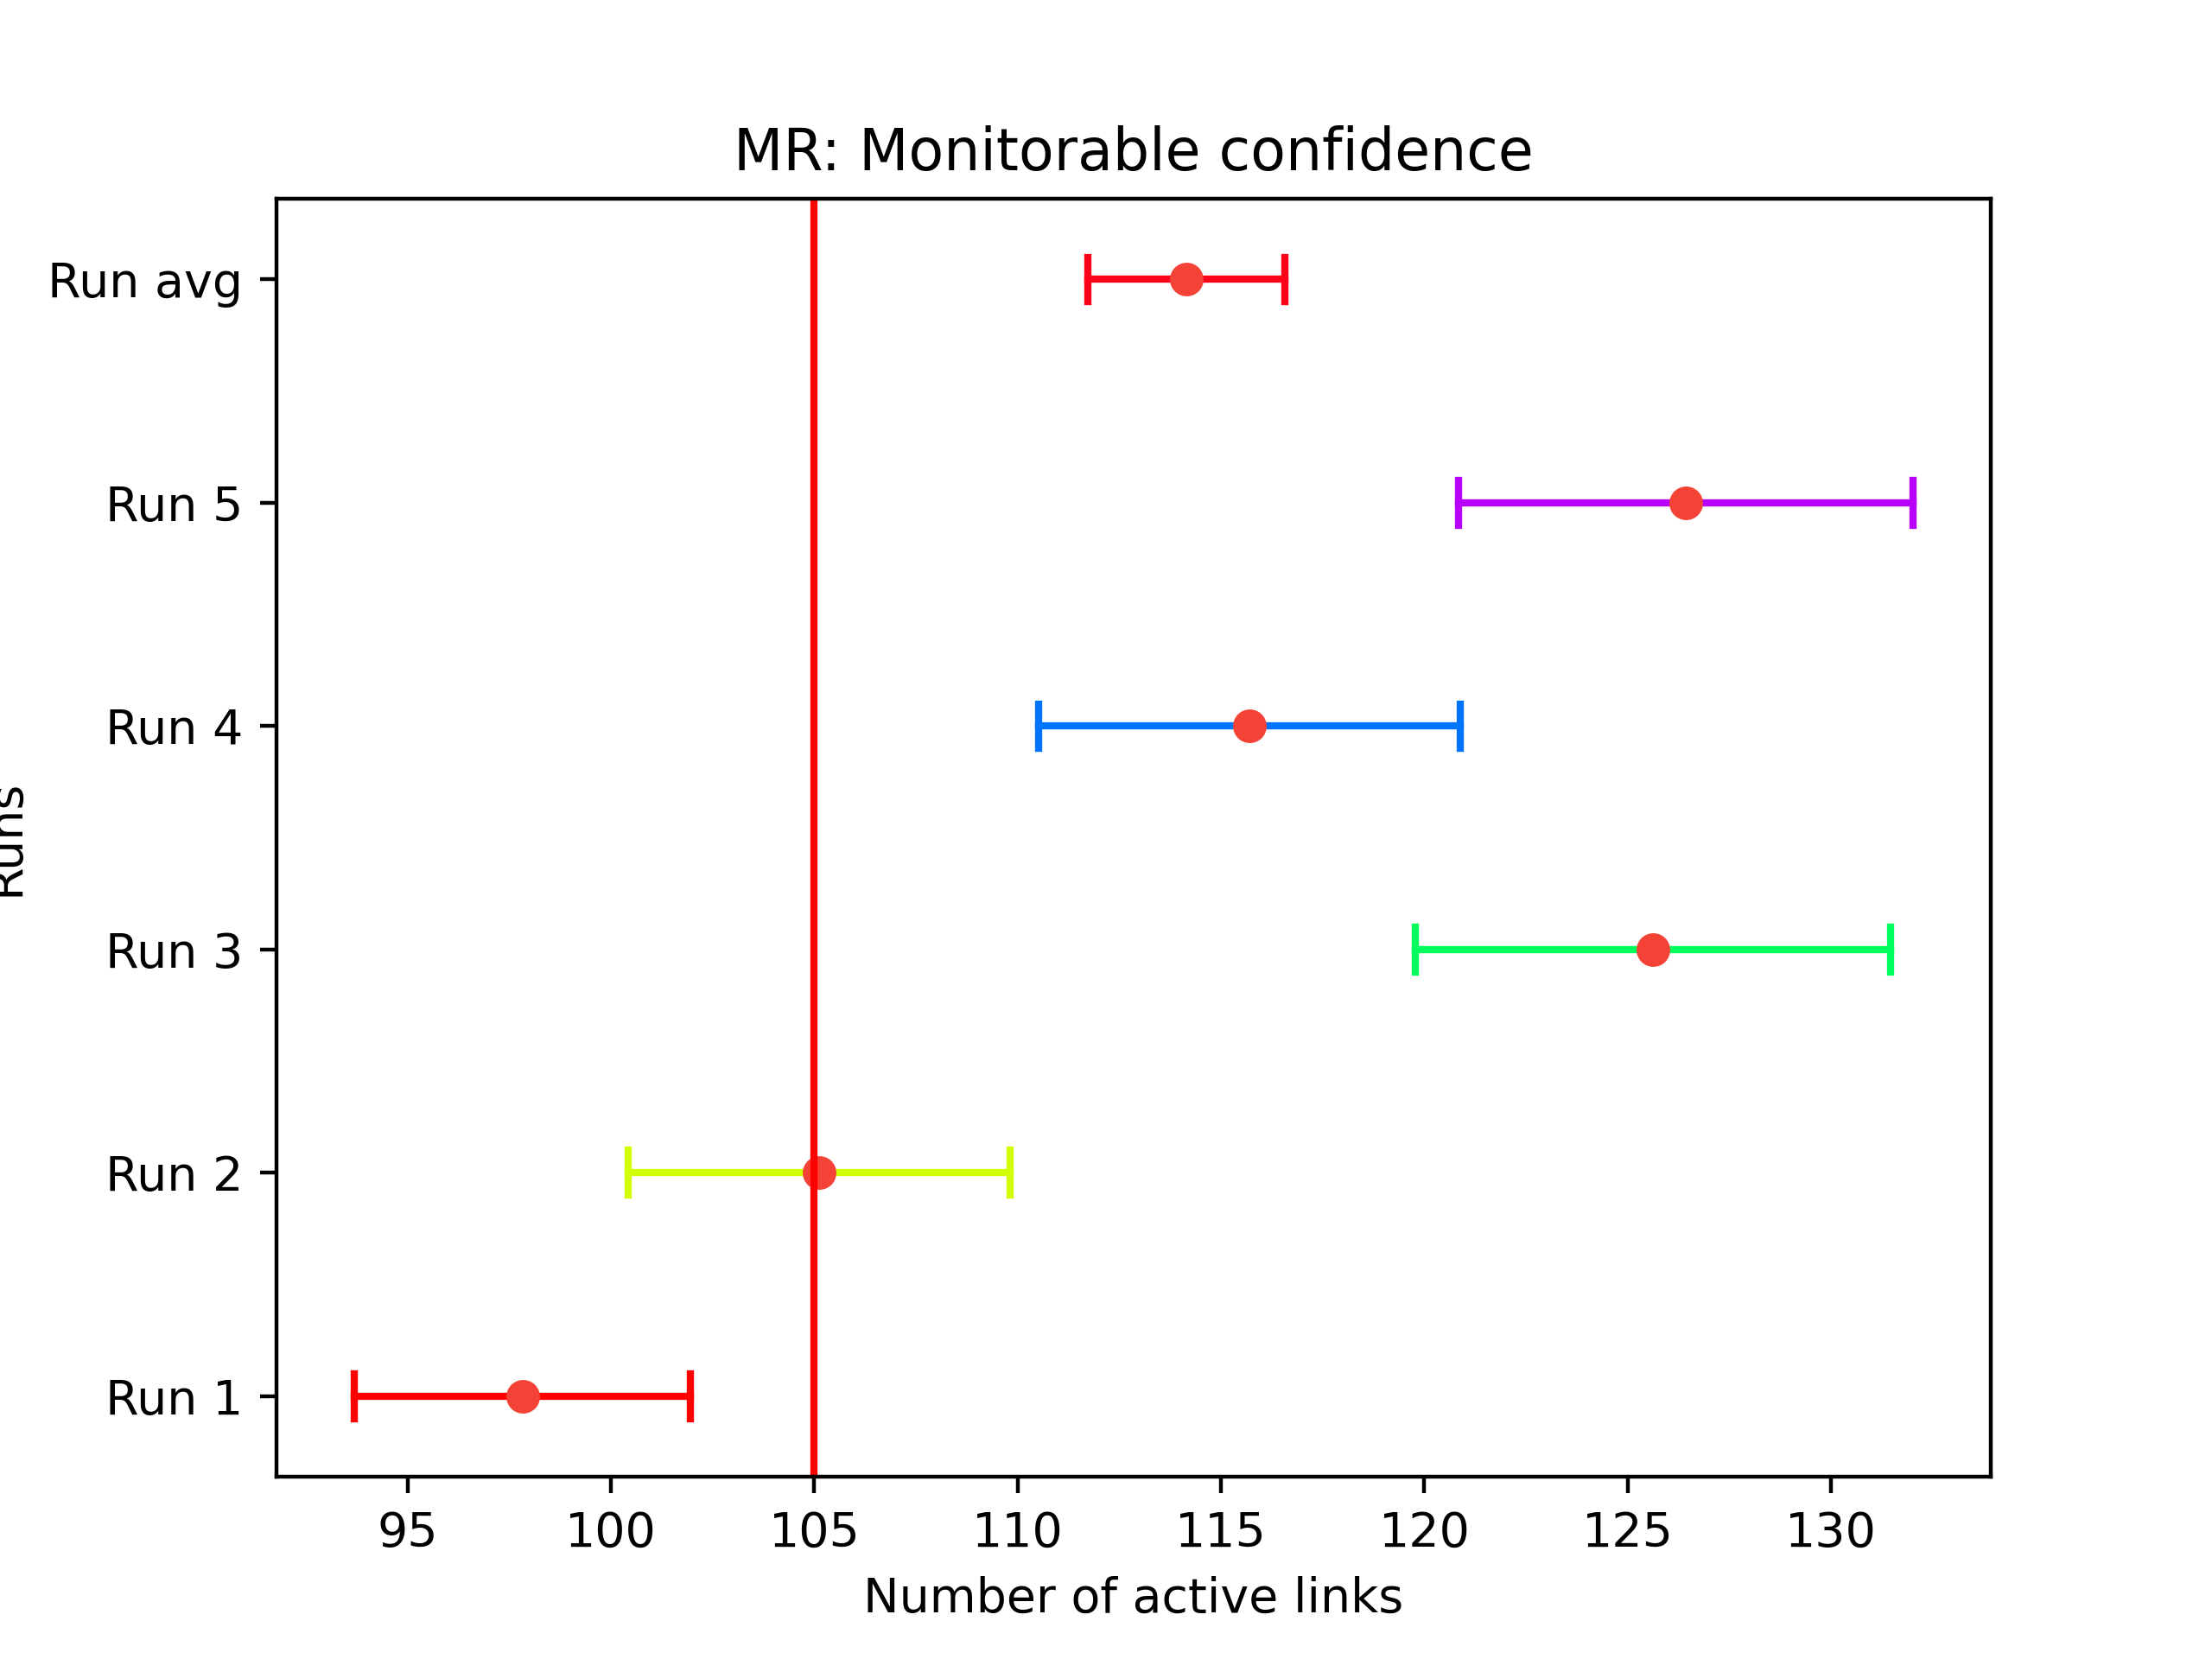 MR: Monitorable confidence
Run avg
Run 5
Run 4
Run 3
Run 2
Run 1
Runs
95 100 105 110 115 120 125 130
Number of active links